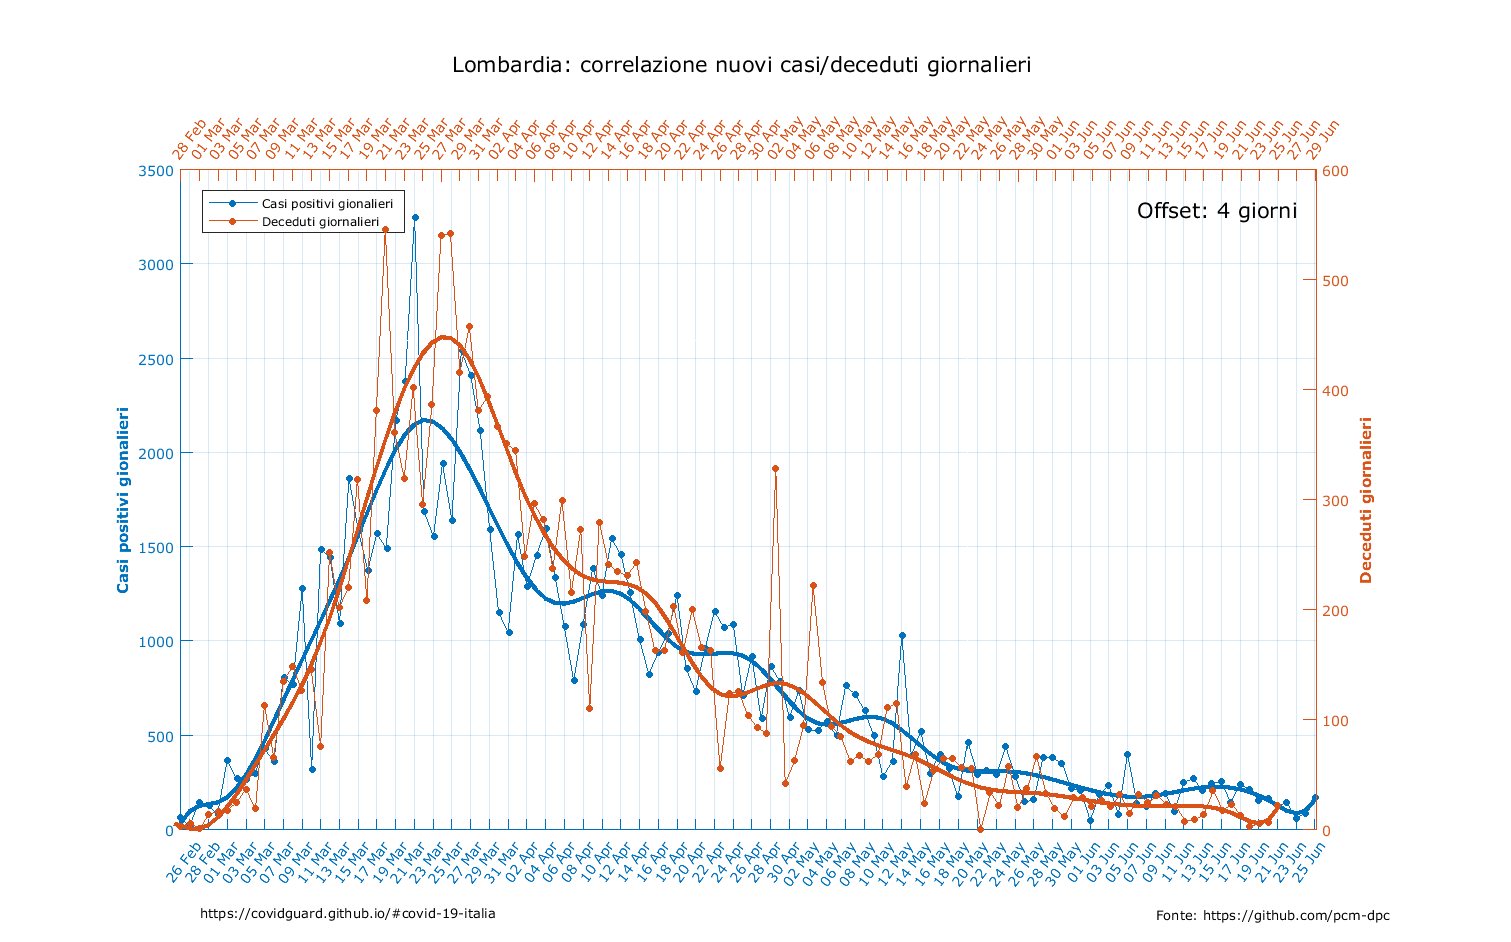 Lombardia: correlazione nuovi casi/deceduti giornalieri
28 Feb 01 Mar 03 Mar 05 Mar 07 Mar 09 Mar 11 Mar 13 Mar 15 Mar 17 Mar 19 Mar 21 Mar 23 Mar 25 Mar 27 Mar 29 Mar 31 Mar 02 Apr 04 Apr 06 Apr 08 Apr 10 Apr 12 Apr 14 Apr 16 Apr 18 Apr 20 Apr 22 Apr 24 Apr 26 Apr 28 Apr 30 Apr 02 May 04 May 06 May 08 May 10 May 12 May 14 May 16 May 18 May 20 May 22 May 24 May 26 May 28 May 30 May 01 Jun 03 Jun 05 Jun 07 Jun 09 Jun 11 Jun 13 Jun 15 Jun 17 Jun 19 Jun 21 Jun 23 Jun 25 Jun 27 Jun 29 Jun
3500
3000
2500
2000
1500
1000
500
0
Casi positivi gionalieri
Casi positivi gionalieri
Deceduti giornalieri
Offset: 4 giorni
600
500
400
300
200
100
0
Deceduti giornalieri
26 Feb 28 Feb 01 Mar 03 Mar 05 Mar 07 Mar 09 Mar 11 Mar 13 Mar 15 Mar 17 Mar 19 Mar 21 Mar 23 Mar 25 Mar 27 Mar 29 Mar 31 Mar 02 Apr 04 Apr 06 Apr 08 Apr 10 Apr 12 Apr 14 Apr 16 Apr 18 Apr 20 Apr 22 Apr 24 Apr 26 Apr 28 Apr 30 Apr 02 May 04 May 06 May 08 May 10 May 12 May 14 May 16 May 18 May 20 May 22 May 24 May 26 May 28 May 30 May 01 Jun 03 Jun 05 Jun 07 Jun 09 Jun 11 Jun 13 Jun 15 Jun 17 Jun 19 Jun 21 Jun 23 Jun 25 Jun
https://covidguard.github.io/#covid-19-italia
Fonte: https://github.com/pcm-dpc